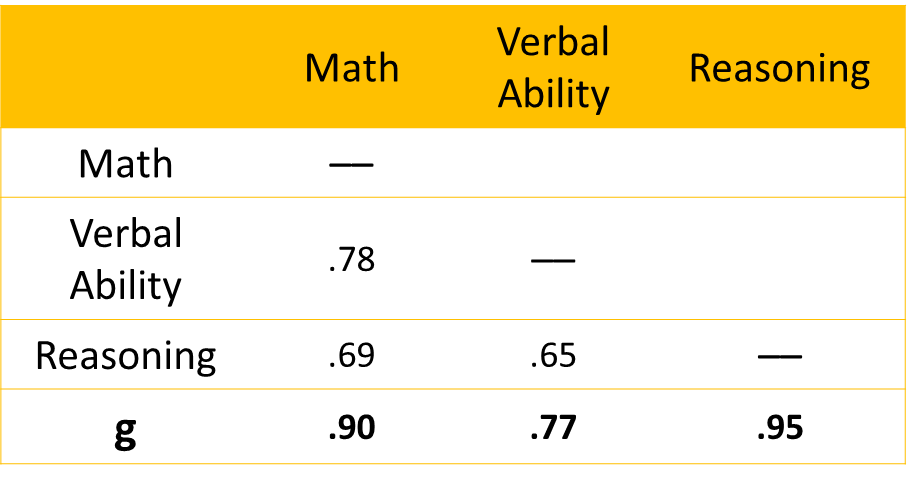 Math Verbal Ability Reasoning
Math —
Verbal Ability .78 —
Reasoning .69 .65 —
g .90 .77 .95